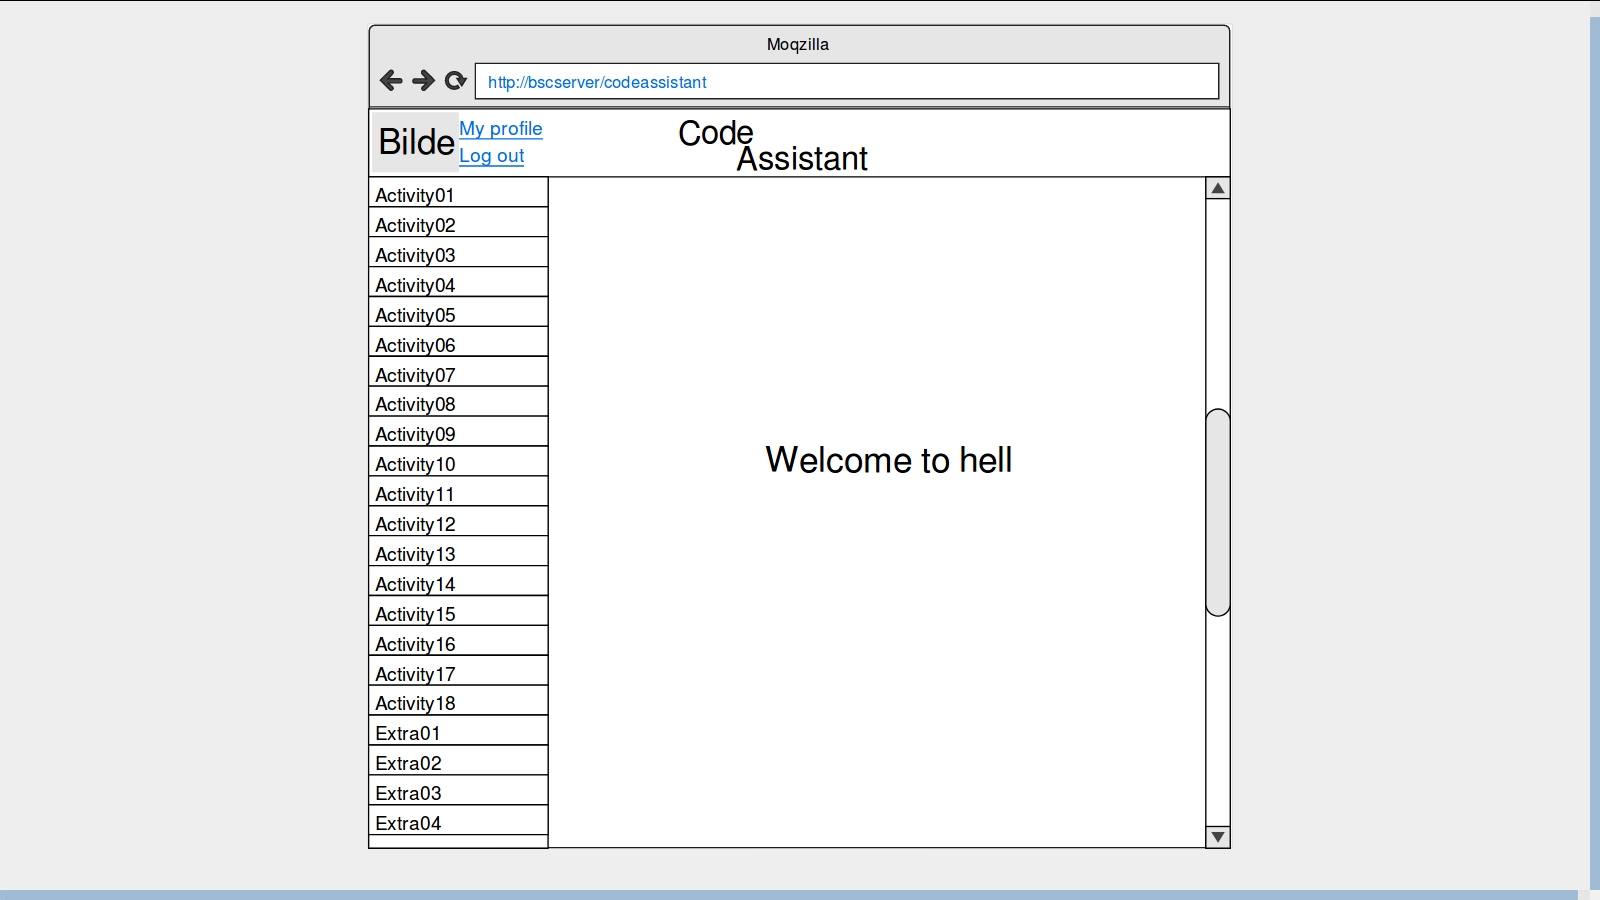 Moqzilla
http://bscserver/codeassistant
Bilde
My profile
Log out
Code
Assistant
Activity01
Activity02
Activity03
Activity04
Activity05
Activity06
Activity07
Activity08
Activity09
Activity10
Activity11
Activity12
Activity13
Activity14
Activity15
Activity16
Activity17
Activity18
Extra01
Extra02
Extra03
Extra04
Welcome to hell